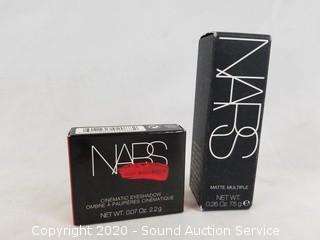 NARS
CINEMATIC EYESHADOW
OMBRE À PAUPIÈRES CINÉMATIQUE
NET WT. 0.07 OZ. 2.2 g
NARS
MATTE MULTIPLE
NET WT. 0.26 OZ. 7.5 g
Copyright 2020 - Sound Auction Service